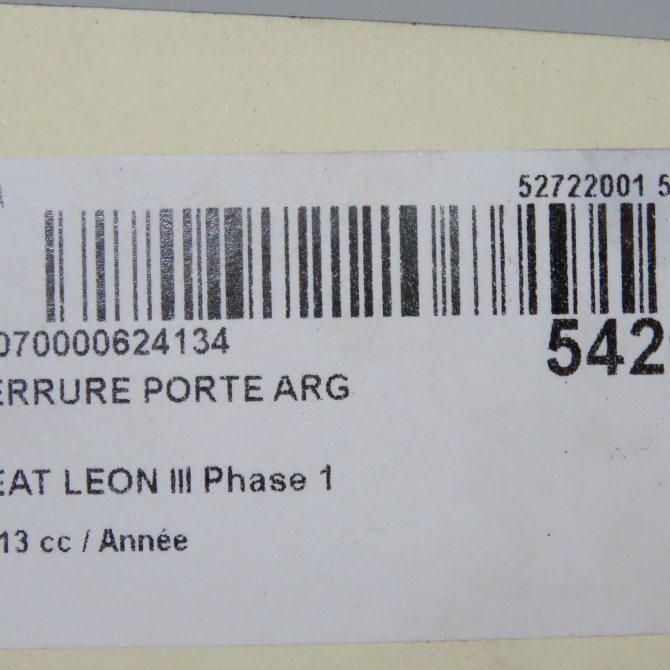 52722001 5
070000624134
542
ERRURE PORTE ARG
EAT LEON III Phase 1
13 cc / Année